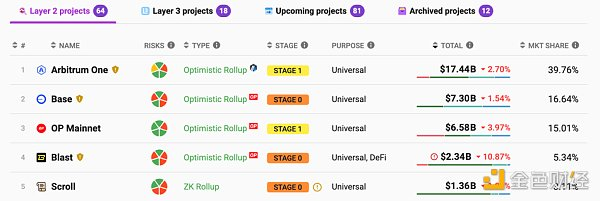 Layer 2 projects 64 Layer 3 projects 18 Upcoming projects 81 Archived projects 12
# NAME RISKS TYPE STAGE PURPOSE TOTAL MKT SHARE
1 Arbitrum One Optimistic Rollup STAGE 1 Universal $17.44B 2.70% 39.76%
2 Base Optimistic Rollup OP STAGE 0 Universal $7.30B 1.54% 16.64%
3 OP OP Mainnet Optimistic Rollup OP STAGE 1 Universal $6.58B 3.97% 15.01%
4 Blast Optimistic Rollup OP STAGE 0 Universal, DeFi $2.34B 10.87% 5.34%
5 Scroll ZK Rollup STAGE 0 Universal $1.36B
金色财经